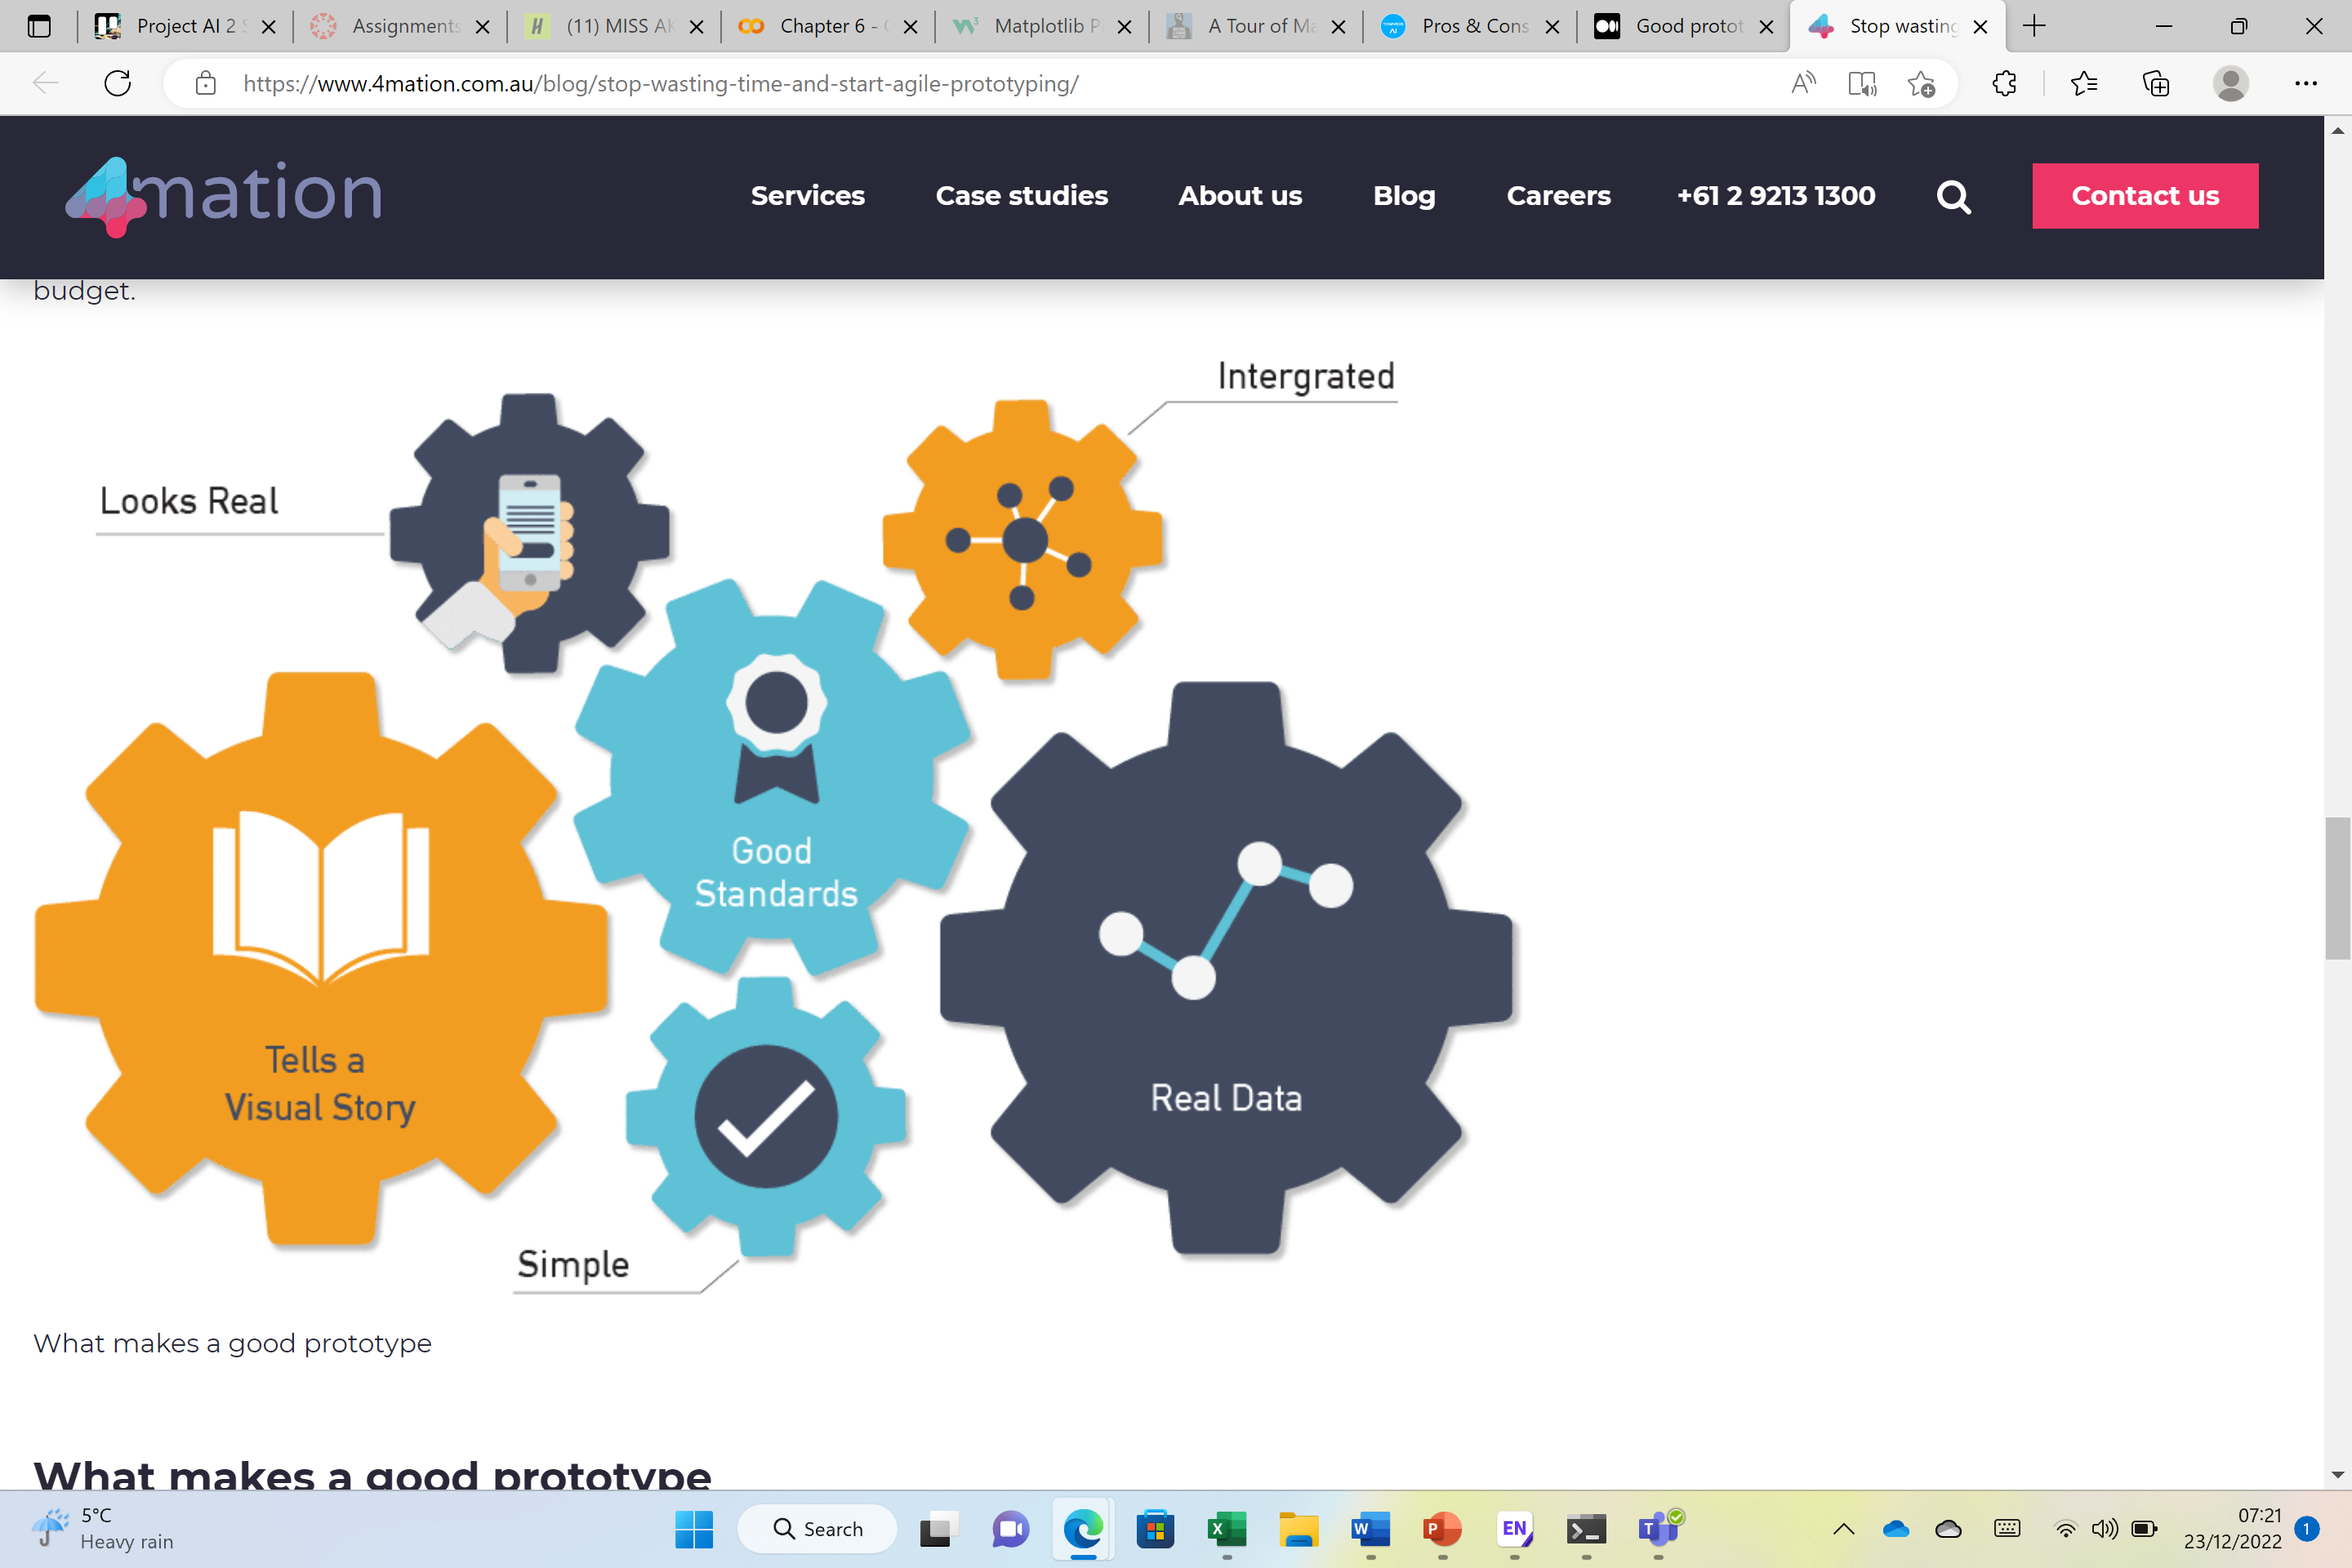 Project AI 2 S
Assignments
(11) MISS AK
Chapter 6 - C
Matplotlib P
A Tour of Ma
Pros & Cons
Good protot
Stop wasting
https://www.4mation.com.au/blog/stop-wasting-time-and-start-agile-prototyping/
4mation
Services
Case studies
About us
Blog
Careers
+61 2 9213 1300
Contact us
budget.
Intergrated
Looks Real
Good
Standards
Tells a
Visual Story
Real Data
Simple
What makes a good prototype
What makes a good prototype
5°C
Heavy rain
Search
EN
07:21
23/12/2022
1